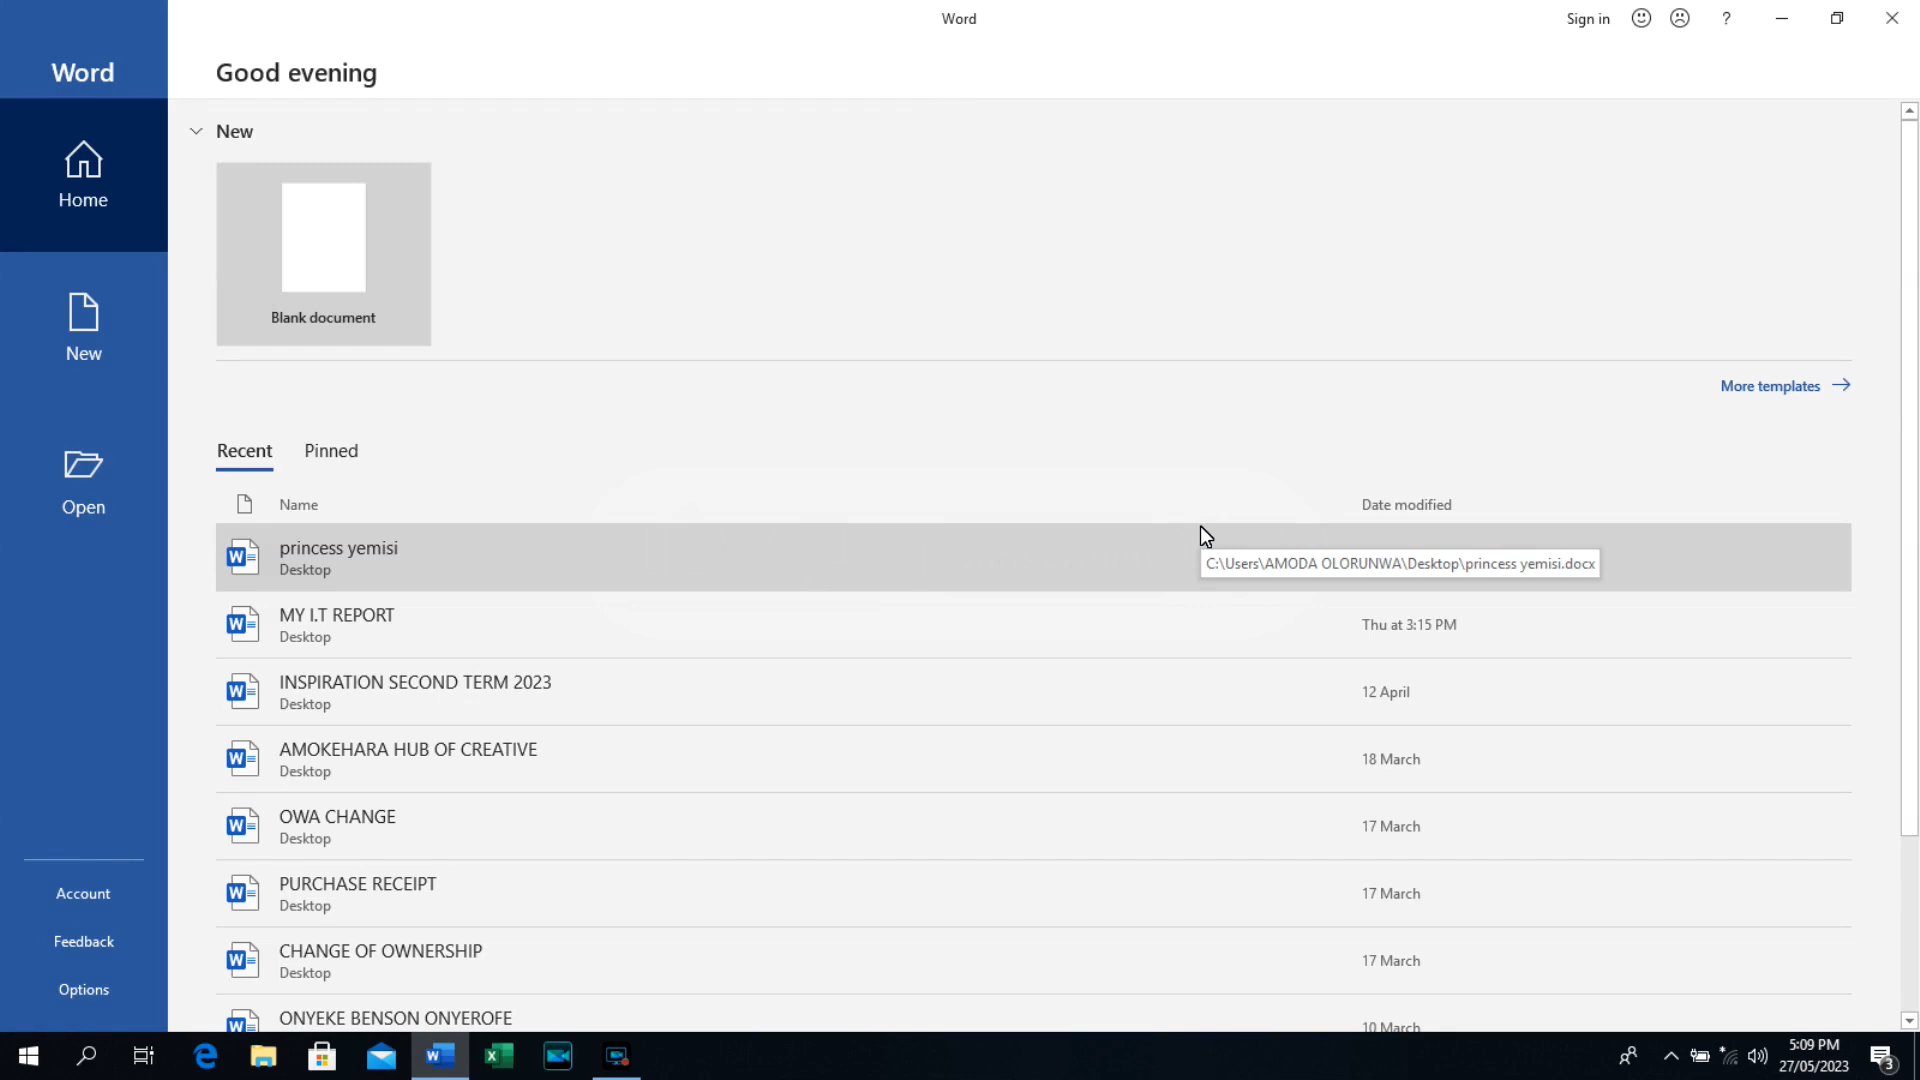 Word
Sign in
?
Word
Good evening
New
Home
Blank document
New
More templates
Recent Pinned
Open
Name Date modified
princess yemisi
Desktop
C:\Users\AMODA OLORUNWA\Desktop\princess yemisi.docx
MY I.T REPORT
Desktop
Thu at 3:15 PM
INSPIRATION SECOND TERM 2023
Desktop
12 April
AMOKEHARA HUB OF CREATIVE
Desktop
18 March
OWA CHANGE
Desktop
17 March
PURCHASE RECEIPT
Desktop
17 March
CHANGE OF OWNERSHIP
Desktop
17 March
ONYEKE BENSON ONYEROFE
10 March
Account
Feedback
Options
5:09 PM
27/05/2023
3